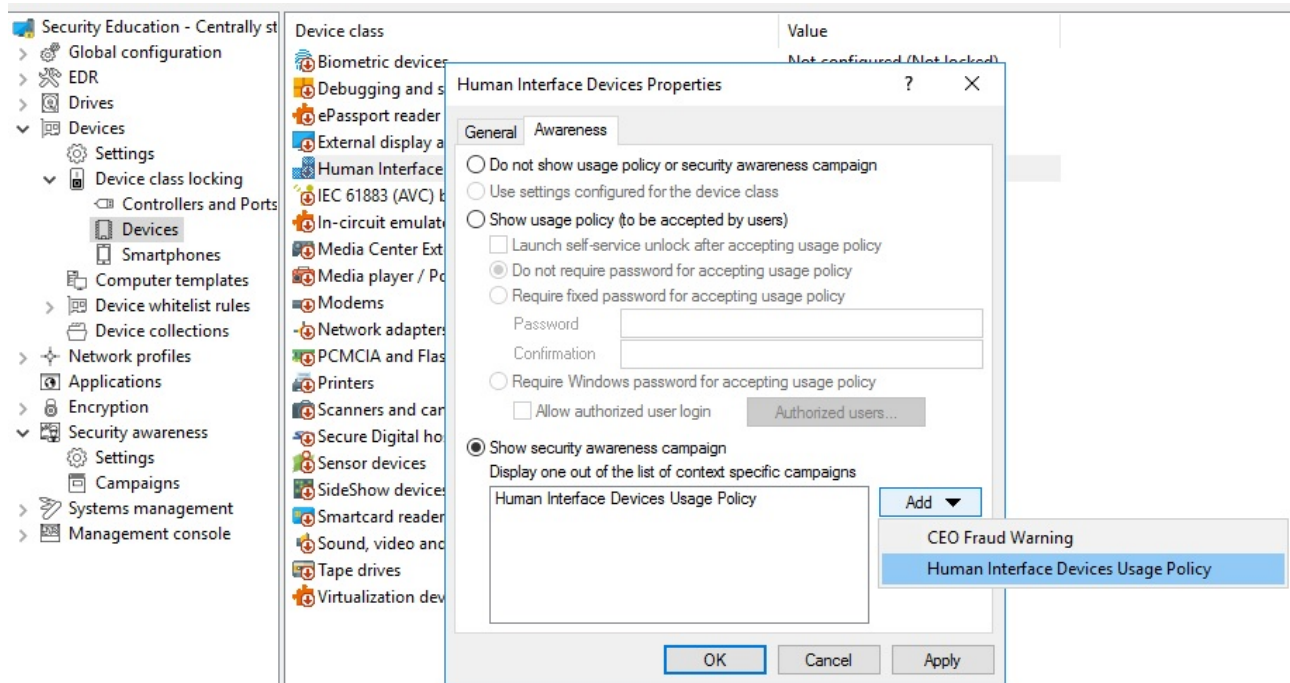 Security Education - Centrally st
Global configuration
EDR
Drives
Devices
Settings
Device class locking
Controllers and Ports
Devices
Smartphones
Computer templates
Device whitelist rules
Device collections
Network profiles
Applications
Encryption
Security awareness
Settings
Campaigns
Systems management
Management console
Device class Value
Biometric devices Not configured (Not locked)
Debugging and s
ePassport reader
External display a
Human Interface
IEC 61883 (AVC) b
In-circuit emulat
Media Center Ext
Media player / Po
Modems
Network adapters
PCMCIA and Flas
Printers
Scanners and car
Secure Digital ho
Sensor devices
SideShow devices
Smartcard reader
Sound, video and
Tape drives
Virtualization dev
Human Interface Devices Properties ?
General Awareness
Do not show usage policy or security awareness campaign
Use settings configured for the device class
Show usage policy (to be accepted by users)
Launch self-service unlock after accepting usage policy
Do not require password for accepting usage policy
Require fixed password for accepting usage policy
Password
Confirmation
Require Windows password for accepting usage policy
Allow authorized user login Authorized users...
Show security awareness campaign
Display one out of the list of context specific campaigns
Human Interface Devices Usage Policy Add
CEO Fraud Warning
Human Interface Devices Usage Policy
OK Cancel Apply